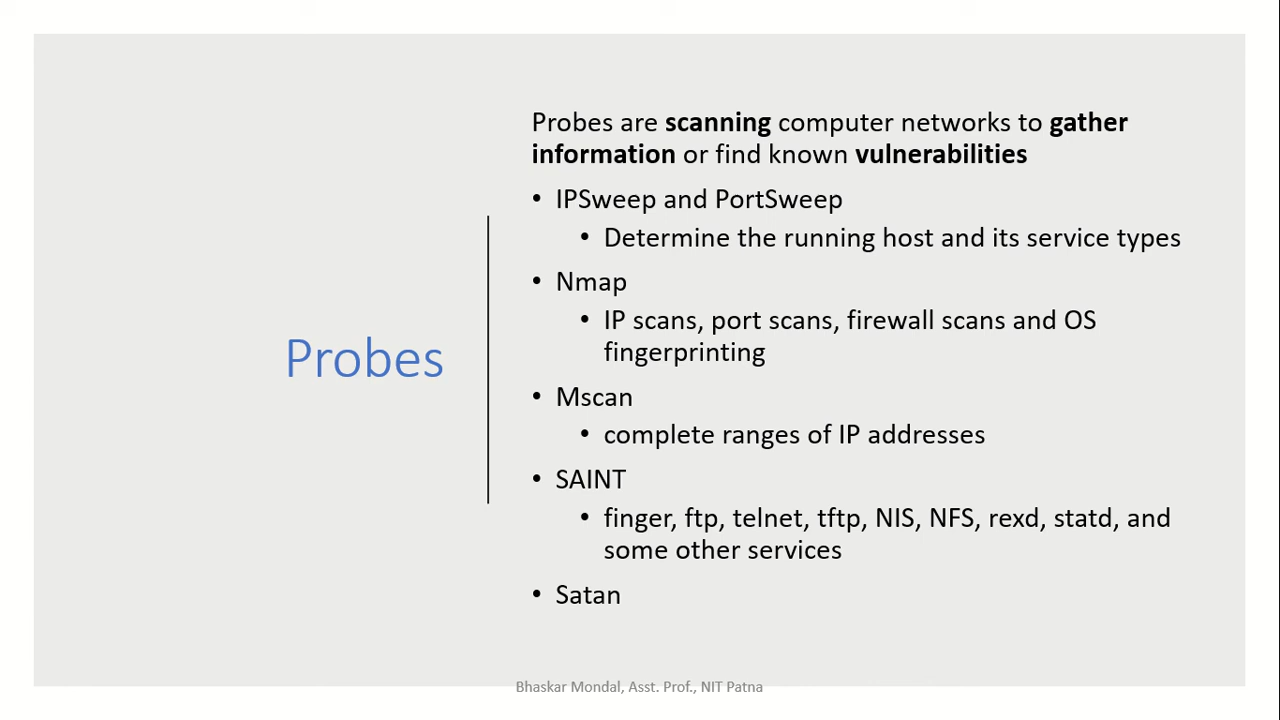 Probes
Probes are scanning computer networks to gather
information or find known vulnerabilities
• IPSweep and PortSweep
• Determine the running host and its service types
• Nmap
• IP scans, port scans, firewall scans and OS
fingerprinting
• Mscan
• complete ranges of IP addresses
• SAINT
• finger, ftp, telnet, tftp, NIS, NFS, rexd, statd, and
some other services
• Satan
Bhaskar Mondal, Asst. Prof., NIT Patna